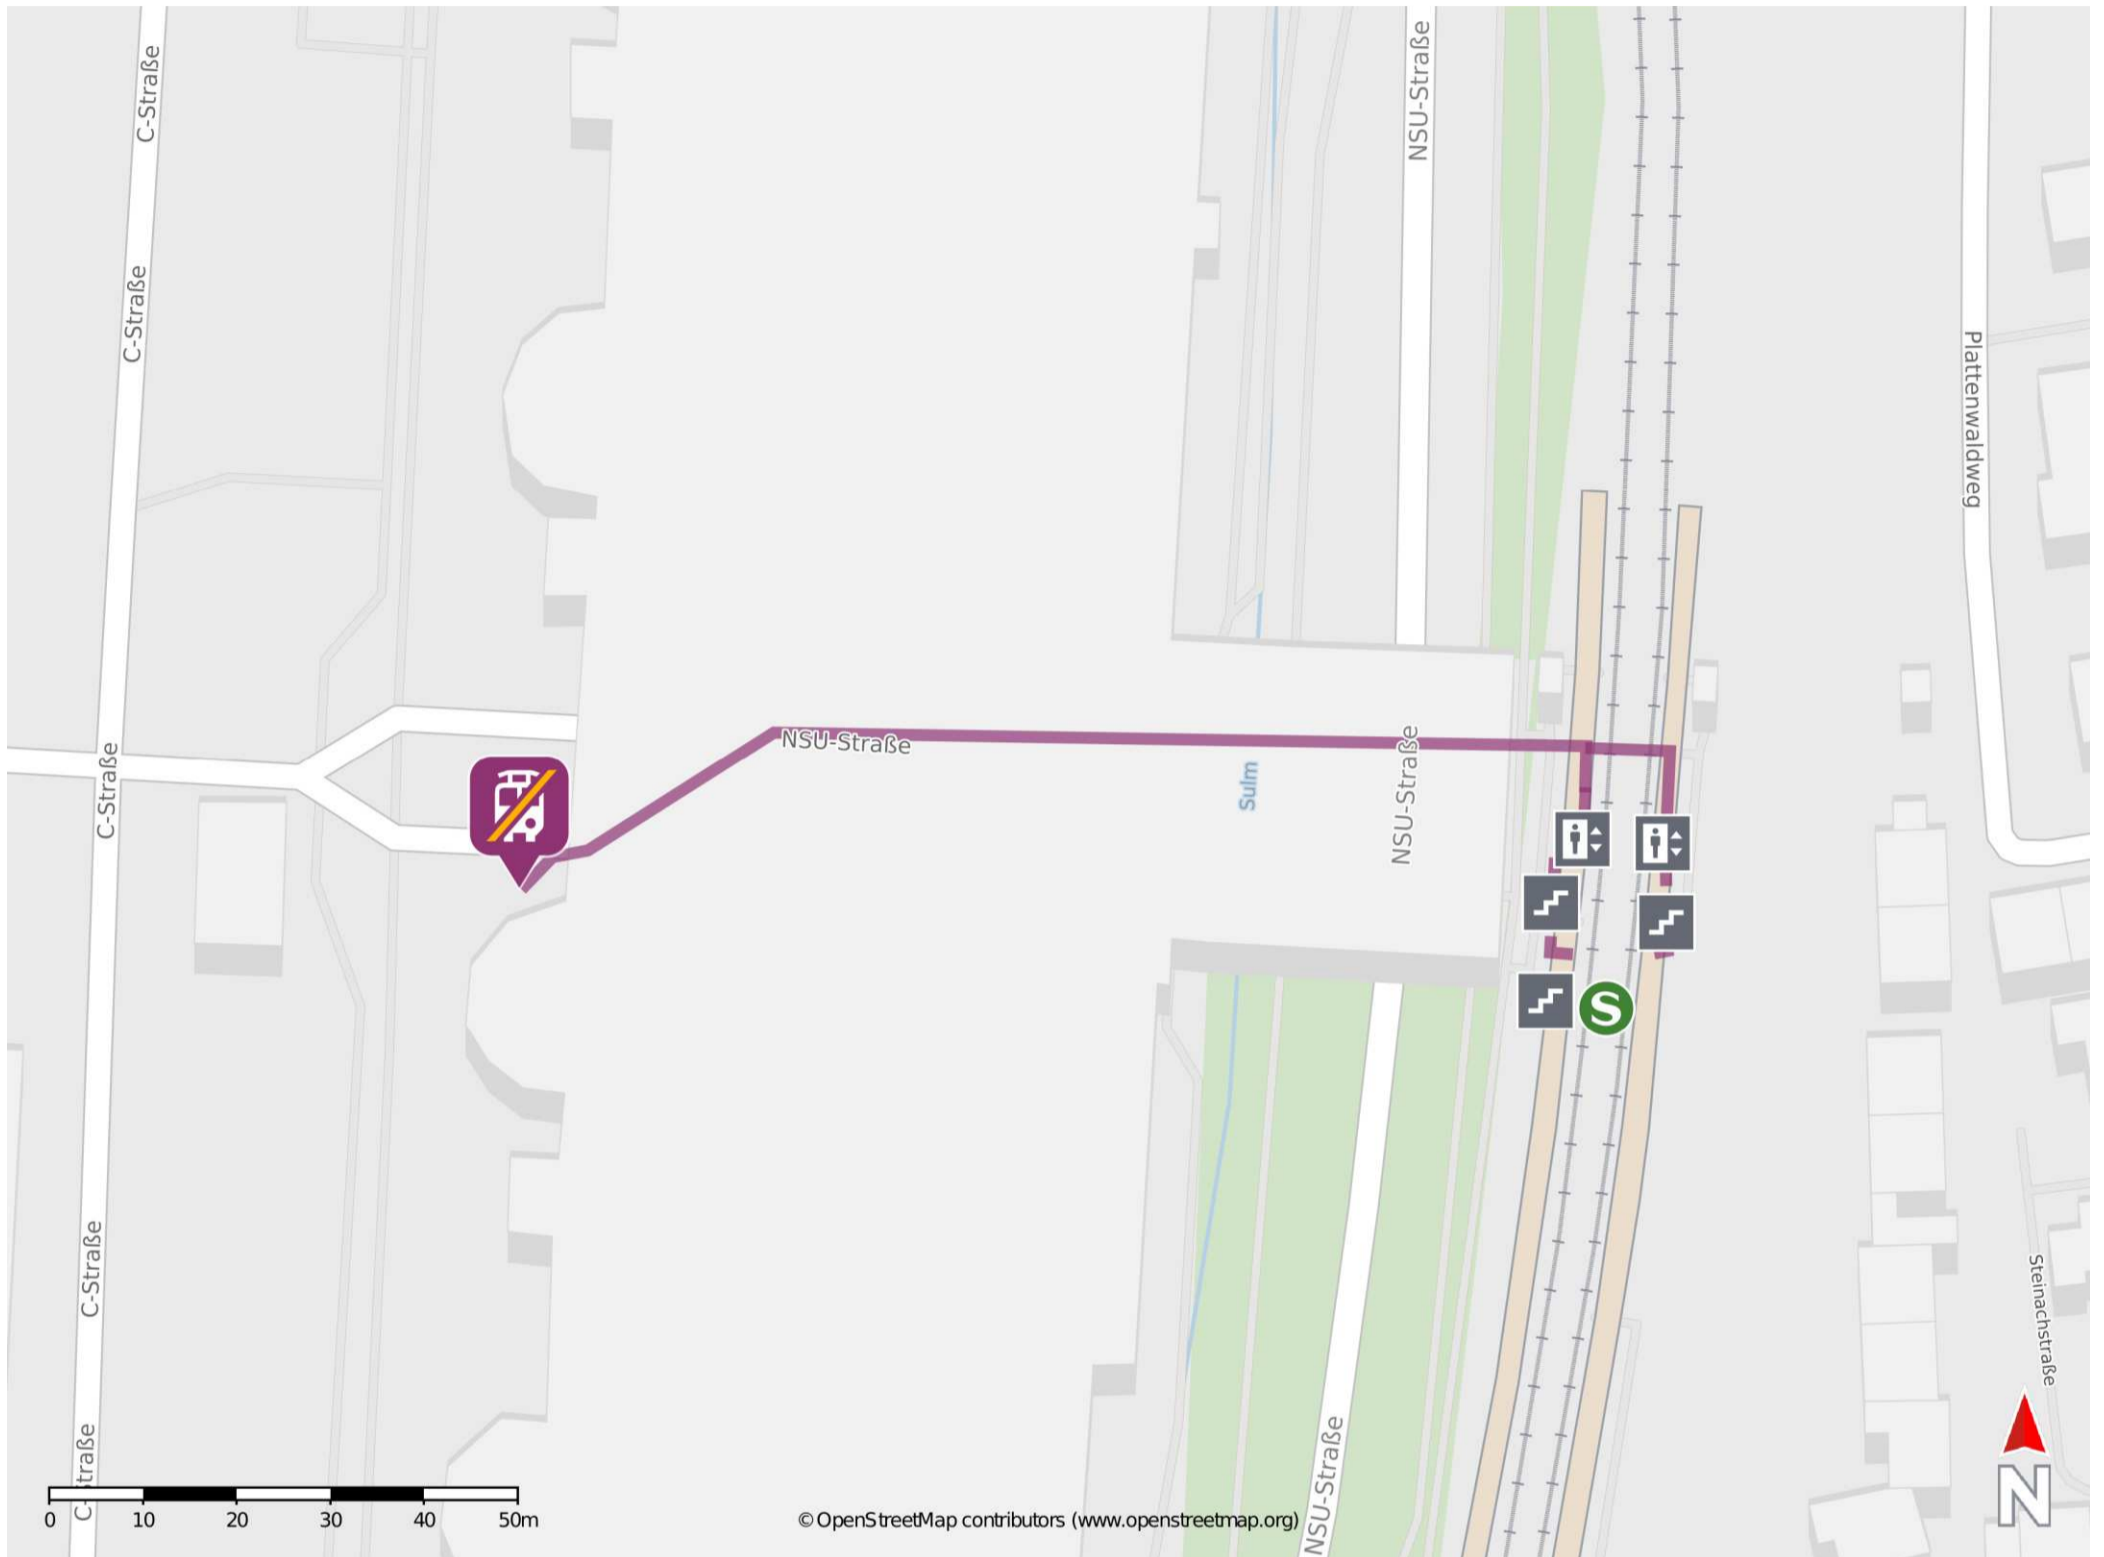 C-Straße
NSU-Straße
C-Straße
Plattenwaldweg
C-Straße
NSU-Straße
Sulm
NSU-Straße
S
C-Straße
Steinachstraße
C-Straße
NSU-Straße
N
0 10 20 30 40 50m
© OpenStreetMap contributors (www.openstreetmap.org)